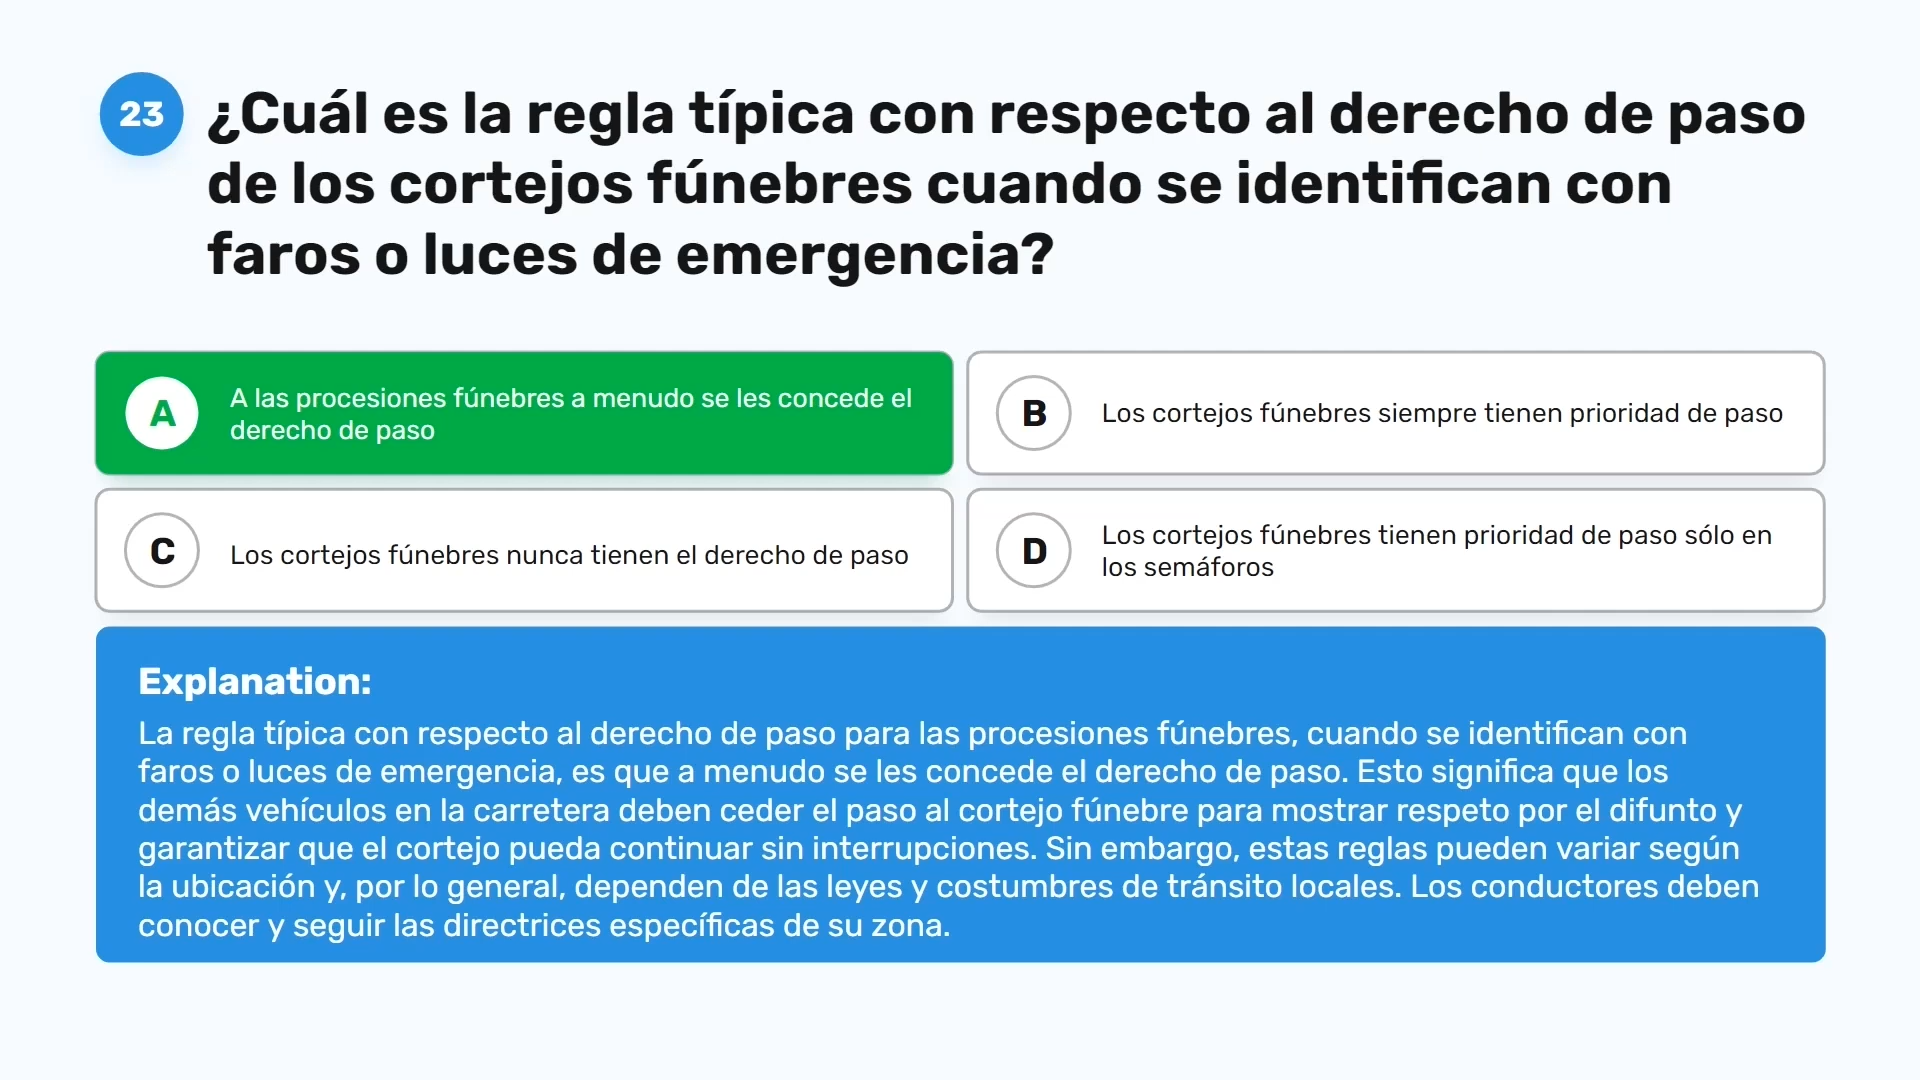 23
¿Cuál es la regla típica con respecto al derecho de paso
de los cortejos fúnebres cuando se identifican con
faros o luces de emergencia?
A
A las procesiones fúnebres a menudo se les concede el
derecho de paso
B
Los cortejos fúnebres siempre tienen prioridad de paso
C
Los cortejos fúnebres nunca tienen el derecho de paso
D
Los cortejos fúnebres tienen prioridad de paso sólo en
los semáforos
Explanation:
La regla típica con respecto al derecho de paso para las procesiones fúnebres, cuando se identifican con
faros o luces de emergencia, es que a menudo se les concede el derecho de paso. Esto significa que los
demás vehículos en la carretera deben ceder el paso al cortejo fúnebre para mostrar respeto por el difunto y
garantizar que el cortejo pueda continuar sin interrupciones. Sin embargo, estas reglas pueden variar según
la ubicación y, por lo general, dependen de las leyes y costumbres de tránsito locales. Los conductores deben
conocer y seguir las directrices específicas de su zona.